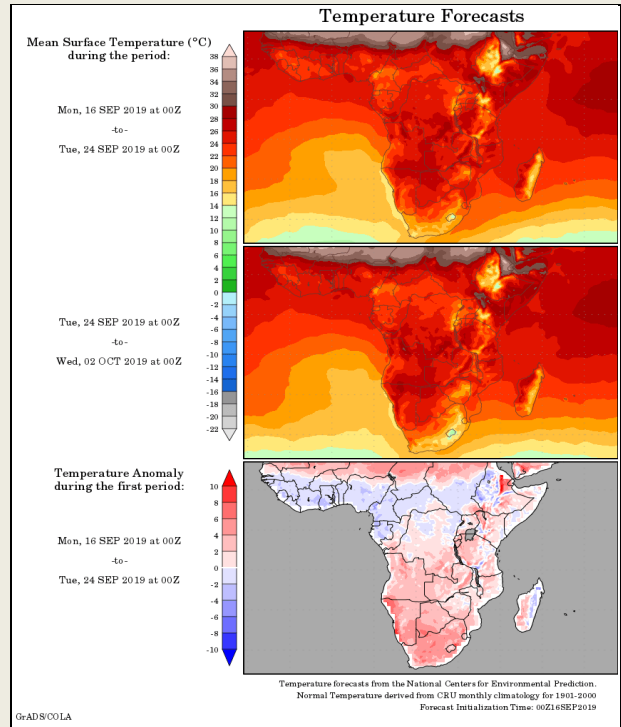 Temperature Forecasts
Mean Surface Temperature (°C)
during the period:
Mon, 16 SEP 2019 at 00Z
-to-
Tue, 24 SEP 2019 at 00Z
38
36
34
32
30
28
26
24
22
20
18
16
14
12
10
8
6
4
2
0
-2
-4
-6
-8
-10
-12
-14
-16
-18
-20
-22
Tue, 24 SEP 2019 at 00Z
-to-
Wed, 02 OCT 2019 at 00Z
Temperature Anomaly
during the first period:
Mon, 16 SEP 2019 at 00Z
-to-
Tue, 24 SEP 2019 at 00Z
10
8
6
4
2
0
-2
-4
-6
-8
-10
Temperature forecasts from the National Centers for Environmental Prediction.
Normal Temperature derived from CRU monthly climatology for 1901-2000
Forecast Initialization Time: 00Z16SEP2019
GrADS/COLA